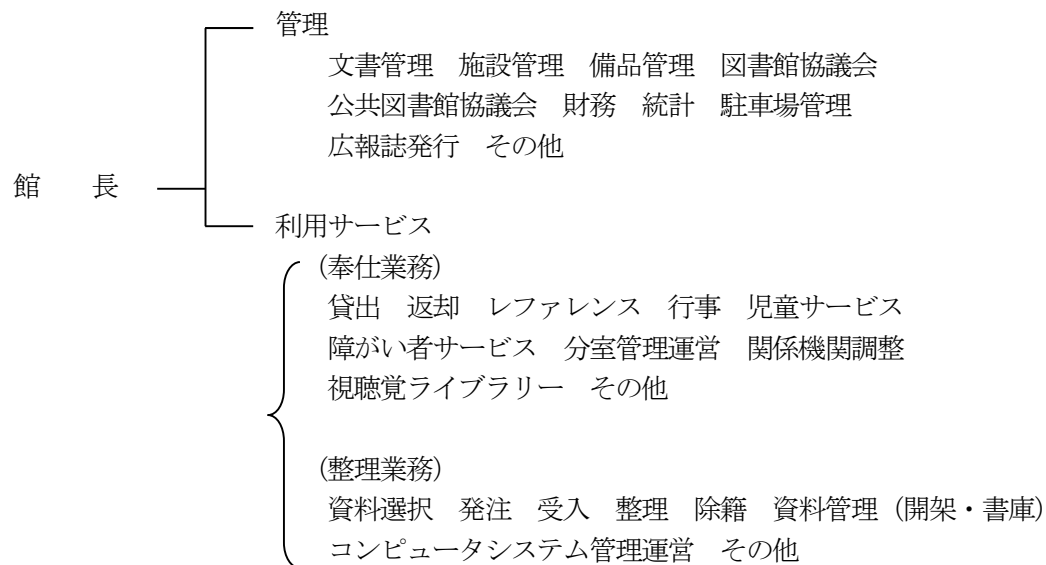 管理
文書管理　施設管理　備品管理　図書館協議会
公共図書館協議会　財務　統計　駐車場管理
広報誌発行　その他
館　　長
利用サービス
(奉仕業務)
貸出　返却　レファレンス　行事　児童サービス
障がい者サービス　分室管理運営　関係機関調整
視聴覚ライブラリー　その他
(整理業務)
資料選択　発注　受入　整理　除籍　資料管理（開架・書庫）
コンピュータシステム管理運営　その他